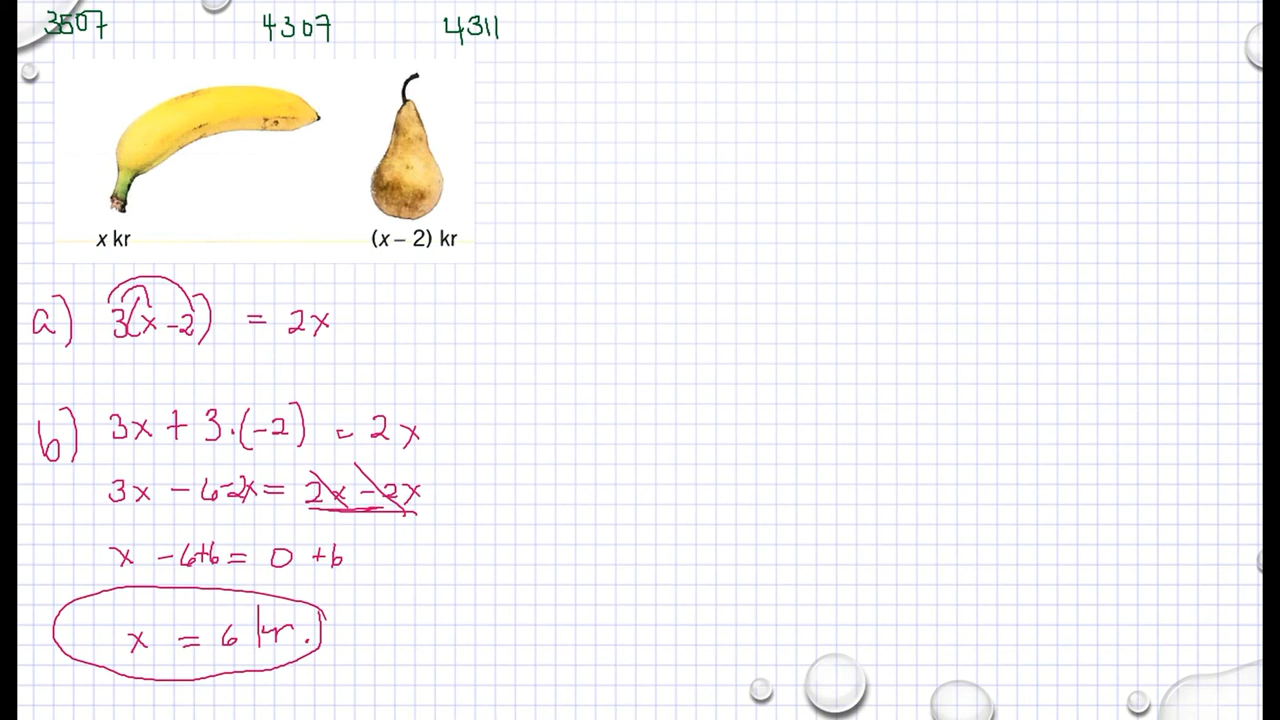 3507 4307 4311
x kr (x – 2) kr
a) 3(x -2) = 2x
b) 3x + 3·(-2) = 2x
3x - 6 -2x = 2x - 2x
x - 6+6 = 0 +6
x = 6 kr.